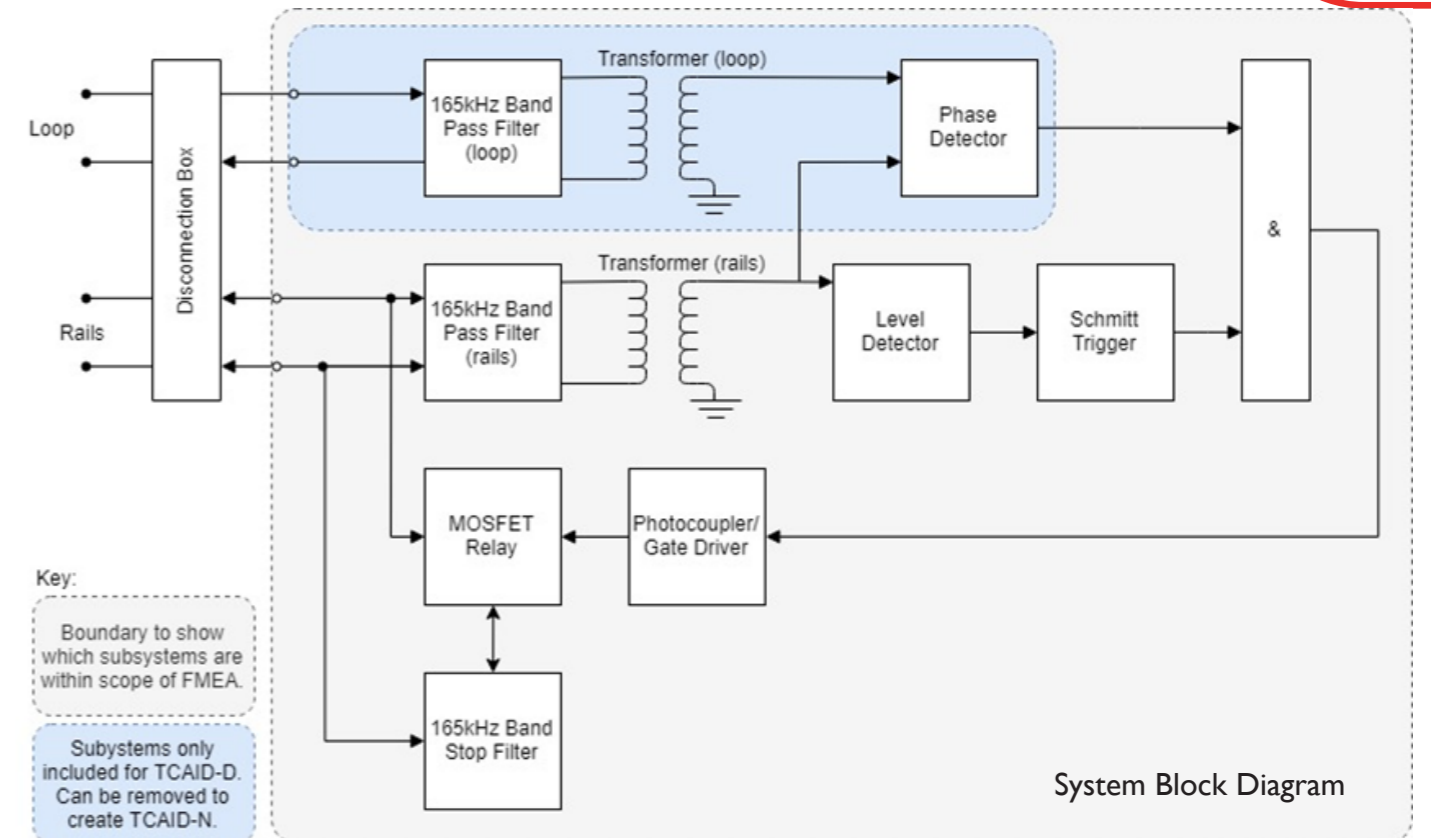 Transformer (loop)
165kHz Band
Pass Filter
(loop)
Phase
Detector
Loop
Disconnection Box
&
Transformer (rails)
165kHz Band
Pass Filter
(rails)
Level
Detector
Schmitt
Trigger
Rails
MOSFET
Relay
Photocoupler/
Gate Driver
Key:
Boundary to show
which subsystems are
within scope of FMEA.
165kHz Band
Stop Filter
Subystems only
included for TCAID-D.
Can be removed to
create TCAID-N.
System Block Diagram